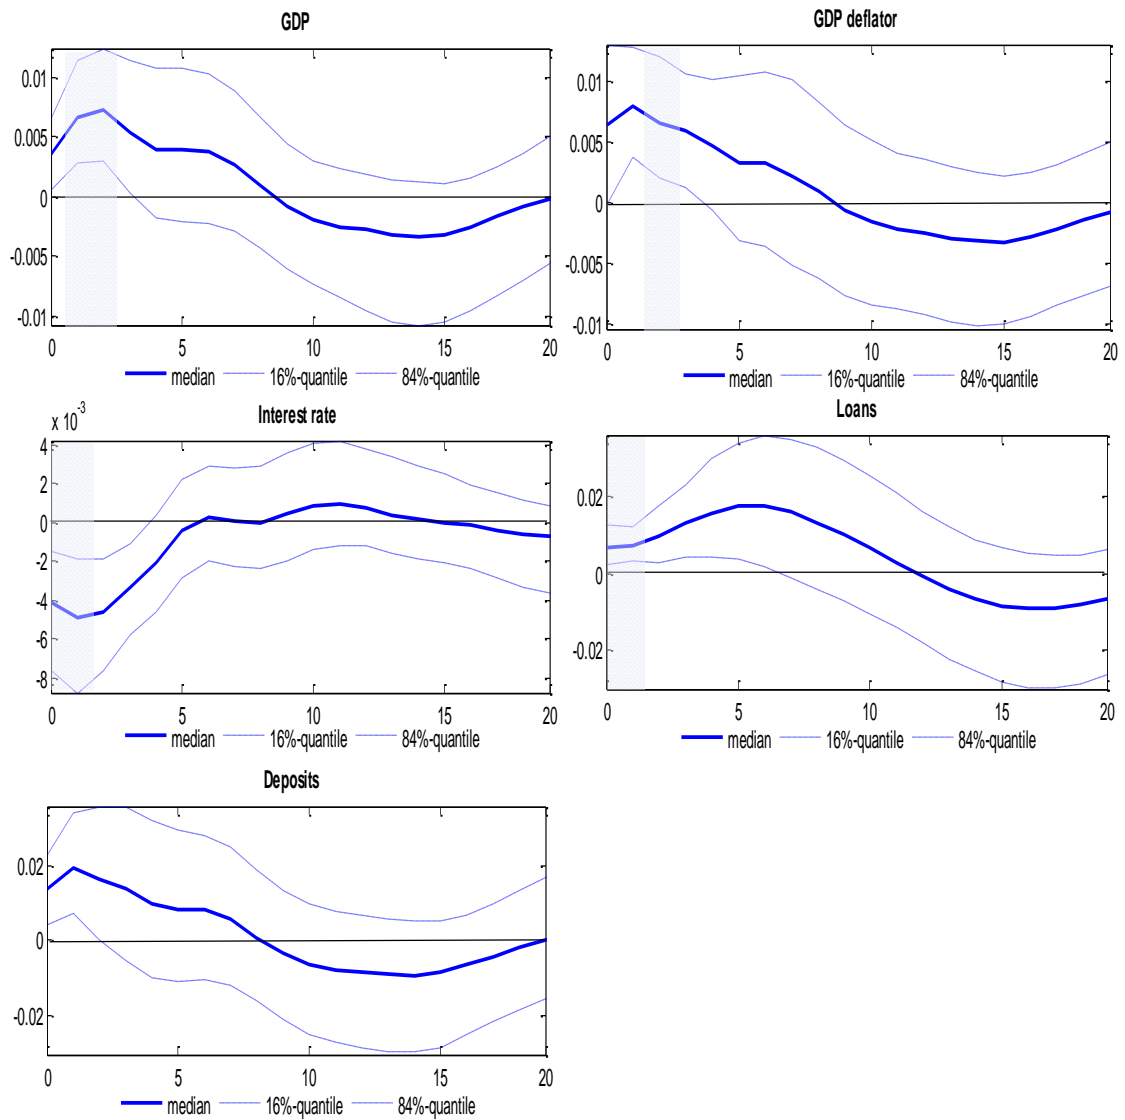 GDP
0.01
0.005
0
-0.005
-0.01
0 5 10 15 20
median 16%-quantile 84%-quantile
GDP deflator
0.01
0.005
0
-0.005
-0.01
0 5 10 15 20
median 16%-quantile 84%-quantile
Interest rate
x 10^-3
4
2
0
-2
-4
-6
-8
0 5 10 15 20
median 16%-quantile 84%-quantile
Loans
0.02
0
-0.02
0 5 10 15 20
median 16%-quantile 84%-quantile
Deposits
0.02
0
-0.02
0 5 10 15 20
median 16%-quantile 84%-quantile